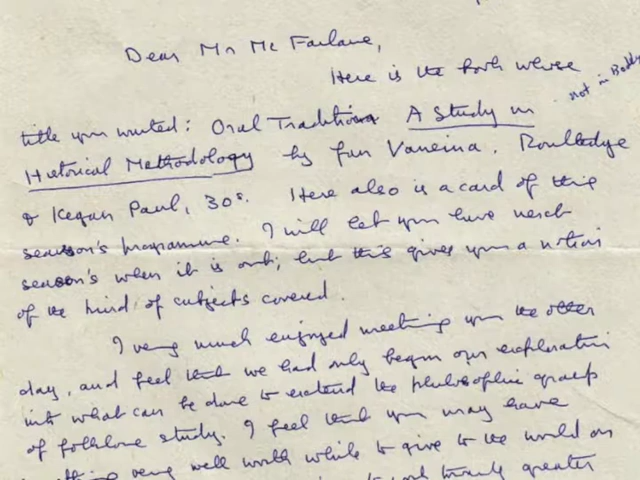 Dear Mr Mc Farlane,
Here is the book whose
not in Bodley
title you wanted: Oral Tradition A Study in
Historical Methodology by Jan Vansina. Routledge
& Kegan Paul, 30s. Here also is a card of this
season's programme. I will let you have next
season's when it is out; but this gives you a notion
of the kind of subjects covered.
I very much enjoyed meeting you the other
day, and feel that we had only begun our exploration
into what can be done to extend the philosophic grasp
of folklore study. I feel that you may have
very well worth while to give to the world on
greater